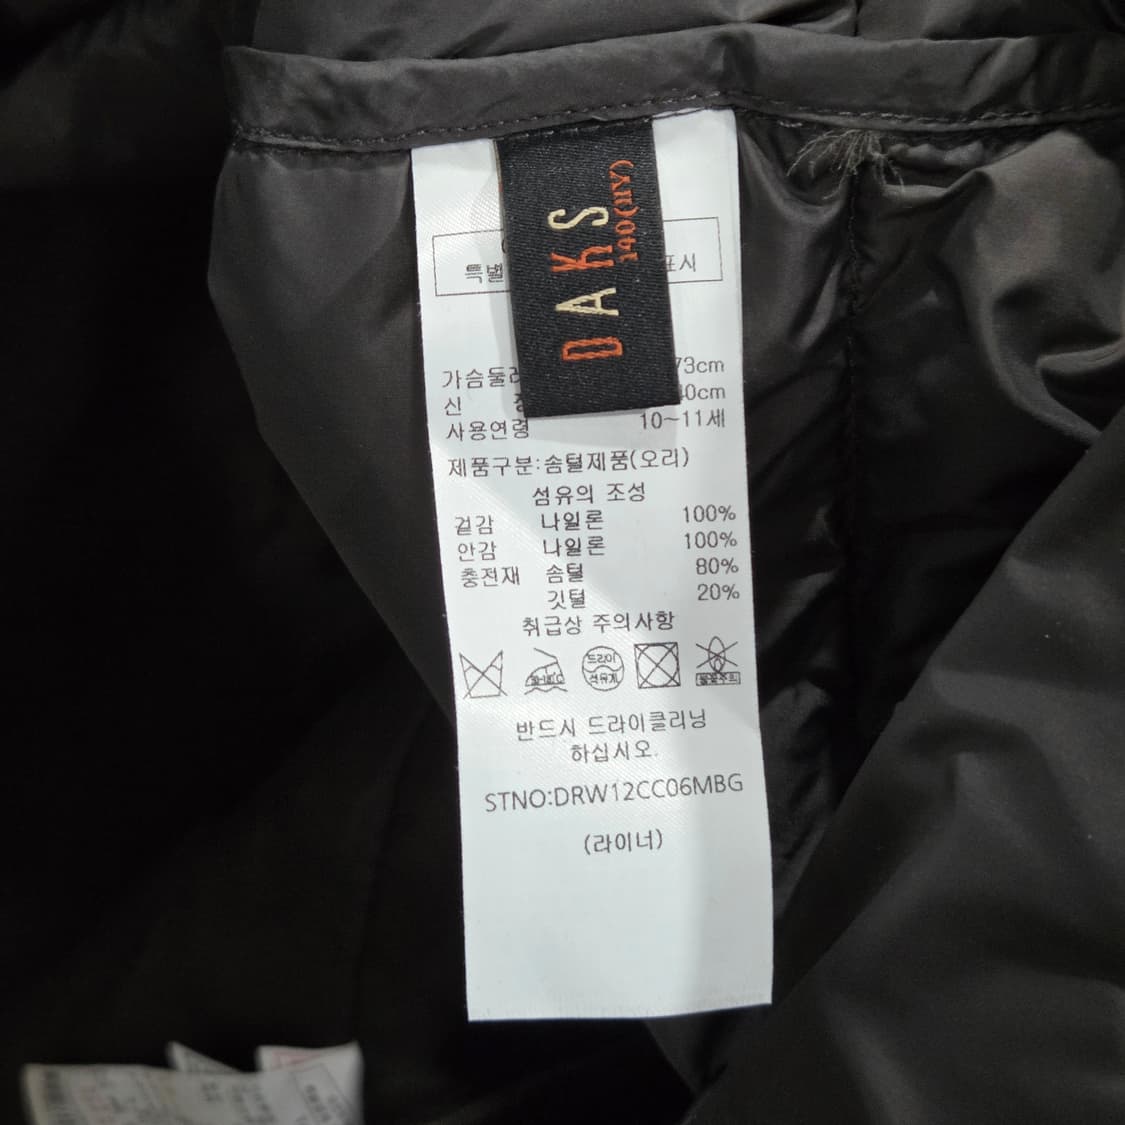 DAKS
140(11Y)
특별
표시
가슴둘레 73cm
신 40cm
사용연령 10~11세
제품구분:솜털제품(오리)
섬유의 조성
겉감 나일론 100%
안감 나일론 100%
충전재 솜털 80%
깃털 20%
취급상 주의사항
드라이
석유계
반드시 드라이클리닝
하십시오.
STNO:DRW12CC06MBG
(라이너)